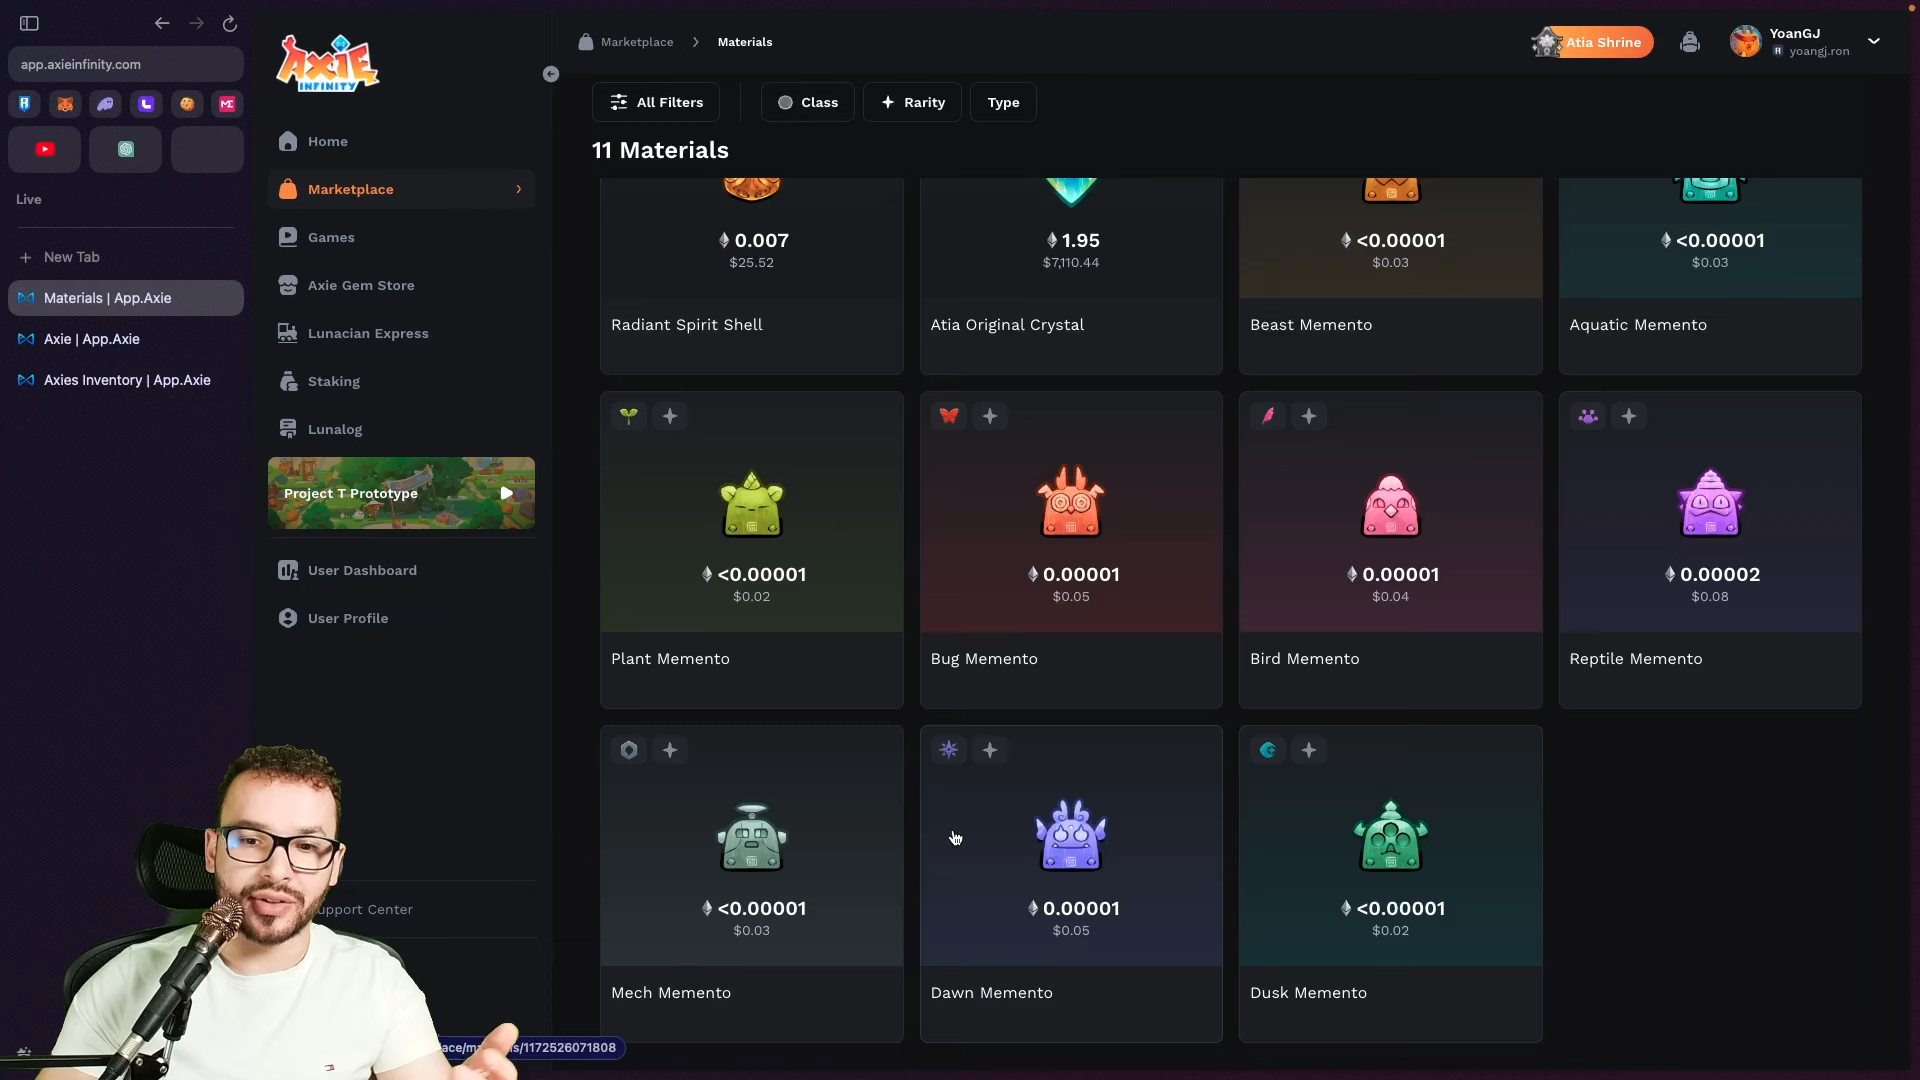 app.axieinfinity.com
Live
New Tab
Materials | App.Axie
Axie | App.Axie
Axies Inventory | App.Axie
AXIE
INFINITY
Home
Marketplace
Games
Axie Gem Store
Lunacian Express
Staking
Lunalog
Project T Prototype
User Dashboard
User Profile
upport Center
Marketplace
Materials
Atia Shrine
YoanGJ
yoangj.ron
All Filters
Class
Rarity
Type
11 Materials
0.007
$25.52
Radiant Spirit Shell
1.95
$7,110.44
Atia Original Crystal
<0.00001
$0.03
Beast Memento
<0.00001
$0.03
Aquatic Memento
<0.00001
$0.02
Plant Memento
0.00001
$0.05
Bug Memento
0.00001
$0.04
Bird Memento
0.00002
$0.08
Reptile Memento
<0.00001
$0.03
Mech Memento
0.00001
$0.05
Dawn Memento
<0.00001
$0.02
Dusk Memento
s/1172526071808